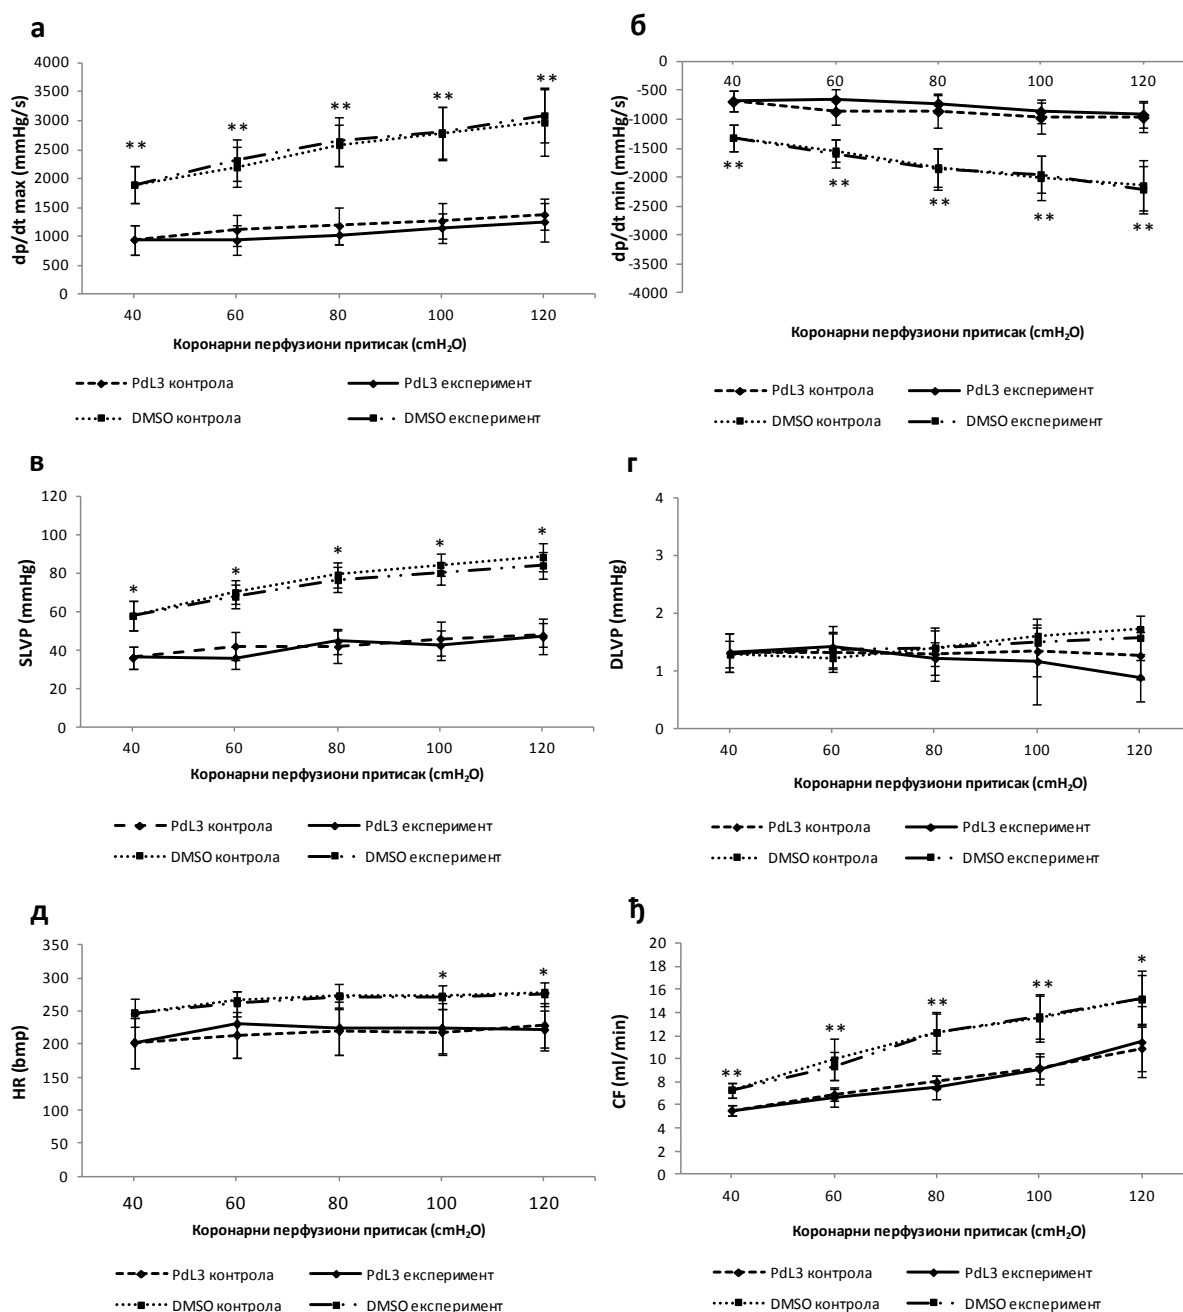 а
dp/dt max (mmHg/s)
4000
3500
3000
2500
2000
1500
1000
500
0
** ** ** ** **
40 60 80 100 120
Коронарни перфузиони притисак (cmH₂O)
PdL3 контрола PdL3 експеримент
DMSO контрола DMSO експеримент
б
dp/dt min (mmHg/s)
0
-500
-1000
-1500
-2000
-2500
-3000
-3500
-4000
40 60 80 100 120
** ** ** ** **
Коронарни перфузиони притисак (cmH₂O)
PdL3 контрола PdL3 експеримент
DMSO контрола DMSO експеримент
в
SLVP (mmHg)
120
100
80
60
40
20
0
* * * * *
40 60 80 100 120
Коронарни перфузиони притисак (cmH₂O)
PdL3 контрола PdL3 експеримент
DMSO контрола DMSO експеримент
г
DLVP (mmHg)
4
3
2
1
0
40 60 80 100 120
Коронарни перфузиони притисак (cmH₂O)
PdL3 контрола PdL3 експеримент
DMSO контрола DMSO експеримент
д
HR (bmp)
350
300
250
200
150
100
50
0
* *
40 60 80 100 120
Коронарни перфузиони притисак (cmH₂O)
PdL3 контрола PdL3 експеримент
DMSO контрола DMSO експеримент
ђ
CF (ml/min)
20
18
16
14
12
10
8
6
4
2
0
** ** ** ** *
40 60 80 100 120
Коронарни перфузиони притисак (cmH₂O)
PdL3 контрола PdL3 експеримент
DMSO контрола DMSO експеримент